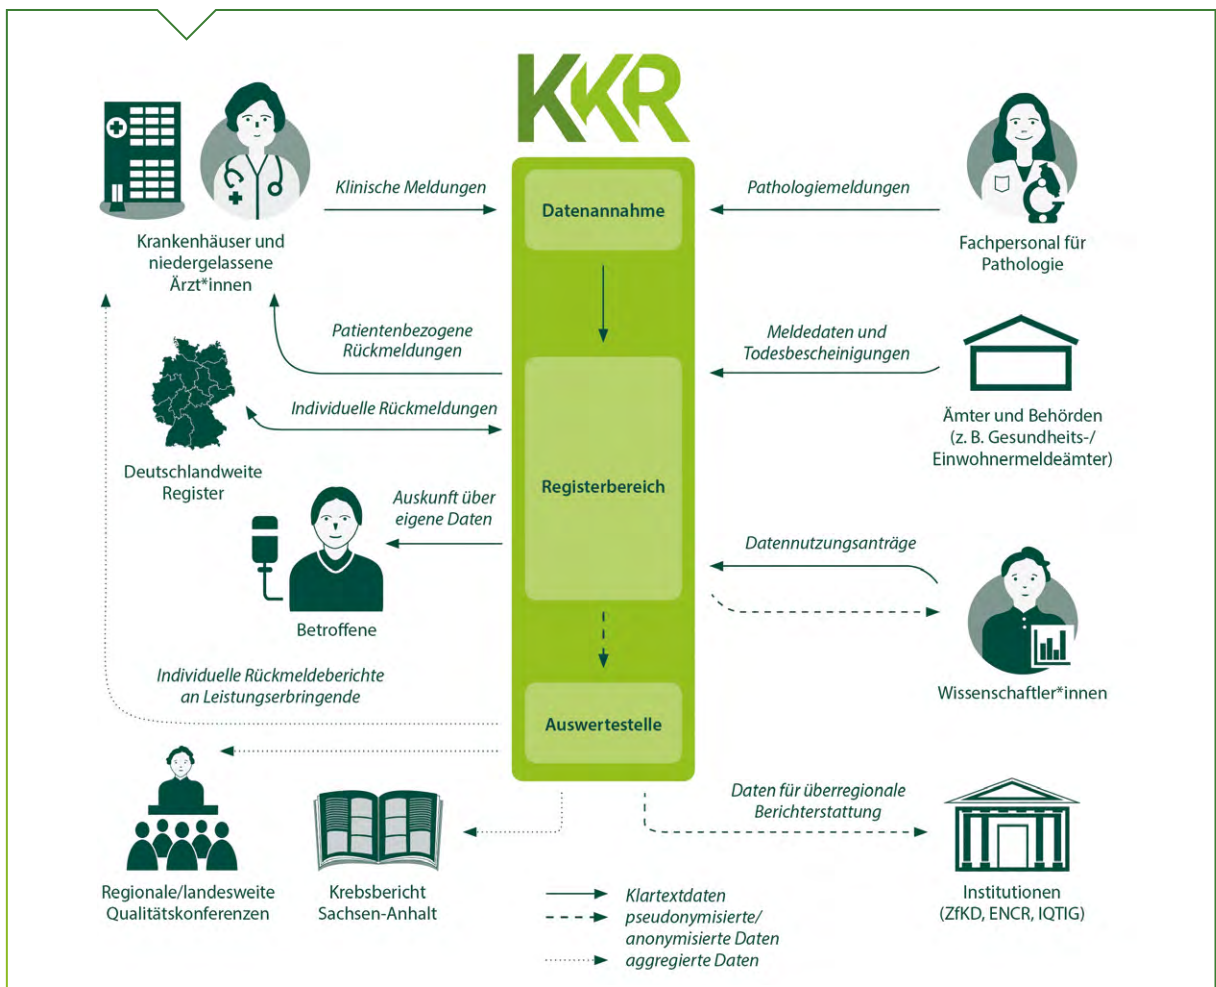 KKR
Klinische Meldungen
Datenannahme
Pathologiemeldungen
Krankenhäuser und
niedergelassene
Ärzt*innen
Fachpersonal für
Pathologie
Patientenbezogene
Rückmeldungen
Meldedaten und
Todesbescheinigungen
Individuelle Rückmeldungen
Ämter und Behörden
(z. B. Gesundheits-/
Einwohnermeldeämter)
Deutschlandweite
Register
Registerbereich
Auskunft über
eigene Daten
Datennutzungsanträge
Betroffene
Individuelle Rückmeldeberichte
an Leistungserbringende
Wissenschaftler*innen
Auswertestelle
Daten für überregionale
Berichterstattung
Regionale/landesweite
Qualitätskonferenzen
Krebsbericht
Sachsen-Anhalt
Institutionen
(ZfKD, ENCR, IQTIG)
Klartextdaten
pseudonymisierte/
anonymisierte Daten
aggregierte Daten